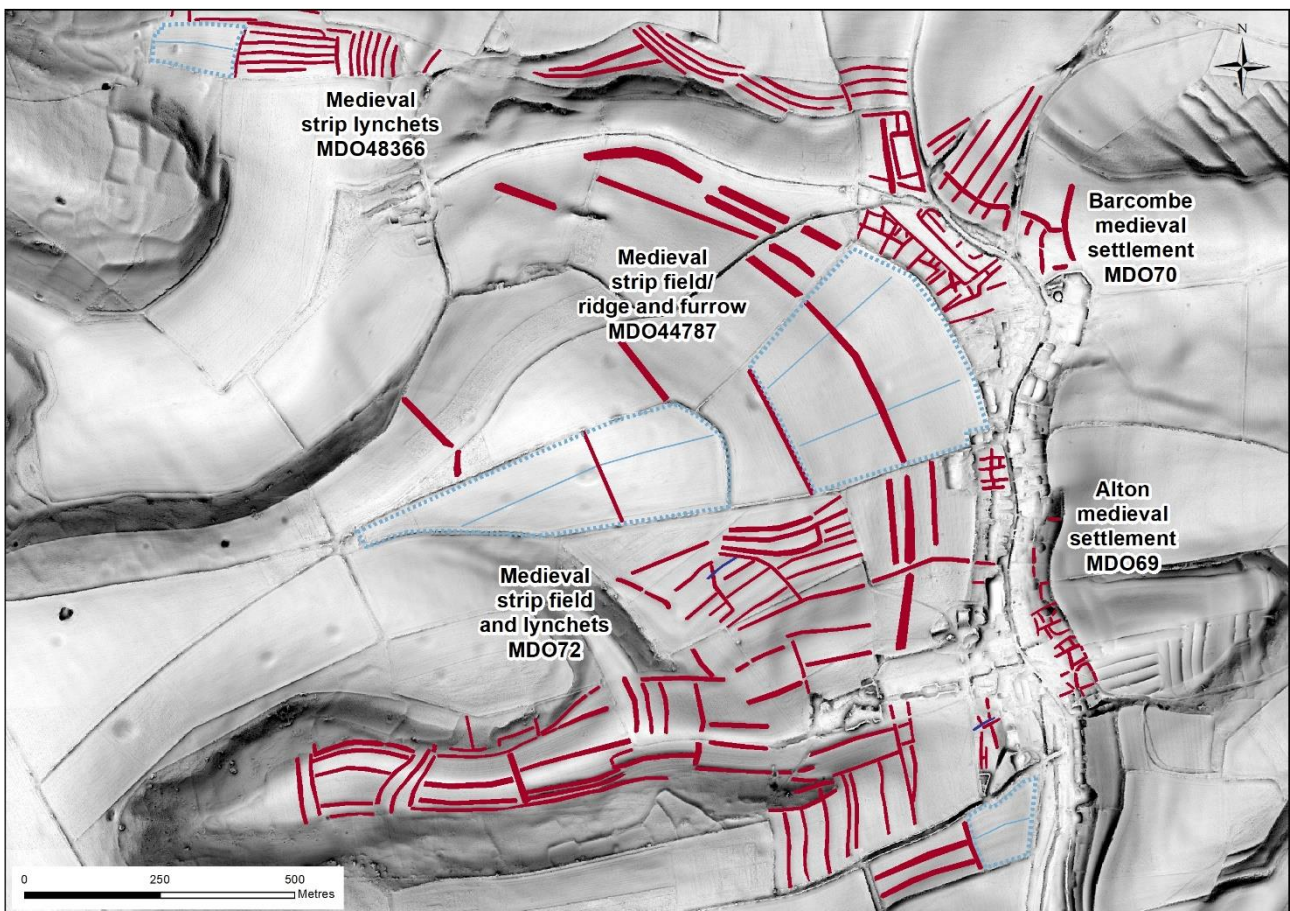 N
Medieval
strip lynchets
MDO48366
Barcombe
medieval
settlement
MDO70
Medieval
strip field/
ridge and furrow
MDO44787
Alton
medieval
settlement
MDO69
Medieval
strip field
and lynchets
MDO72
0 250 500
Metres